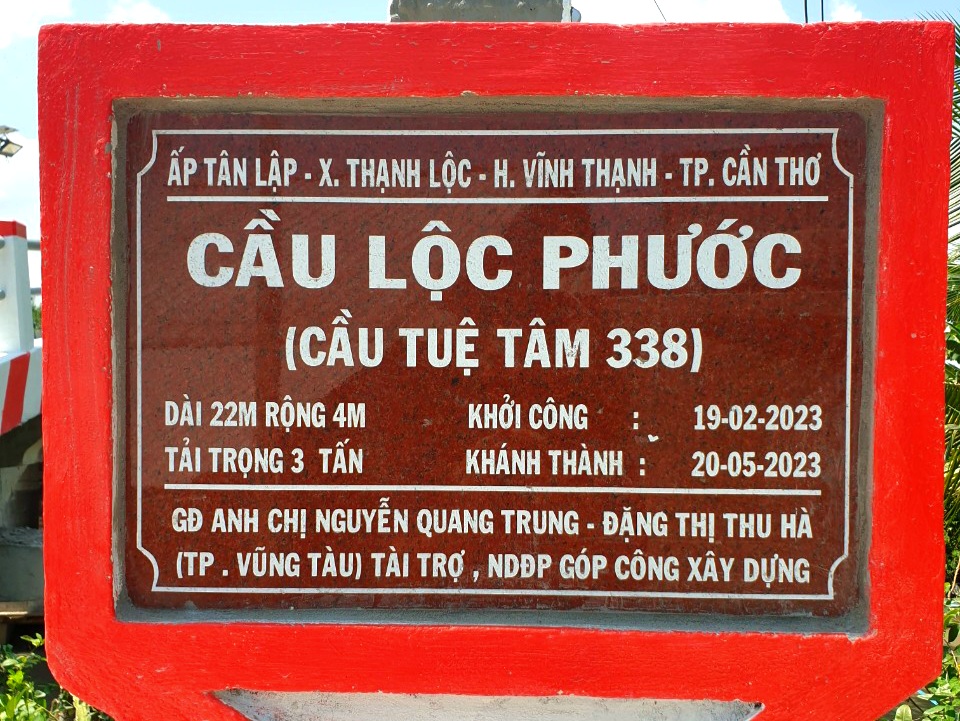 ẤP TÂN LẬP - X. THẠNH LỘC - H. VĨNH THẠNH - TP. CẦN THƠ
CẦU LỘC PHƯỚC
(CẦU TUỆ TÂM 338)
DÀI 22M RỘNG 4M KHỞI CÔNG : 19-02-2023
TẢI TRỌNG 3 TẤN KHÁNH THÀNH : 20-05-2023
GĐ ANH CHỊ NGUYỄN QUANG TRUNG - ĐẶNG THỊ THU HÀ
(TP . VŨNG TÀU) TÀI TRỢ , NDĐP GÓP CÔNG XÂY DỰNG